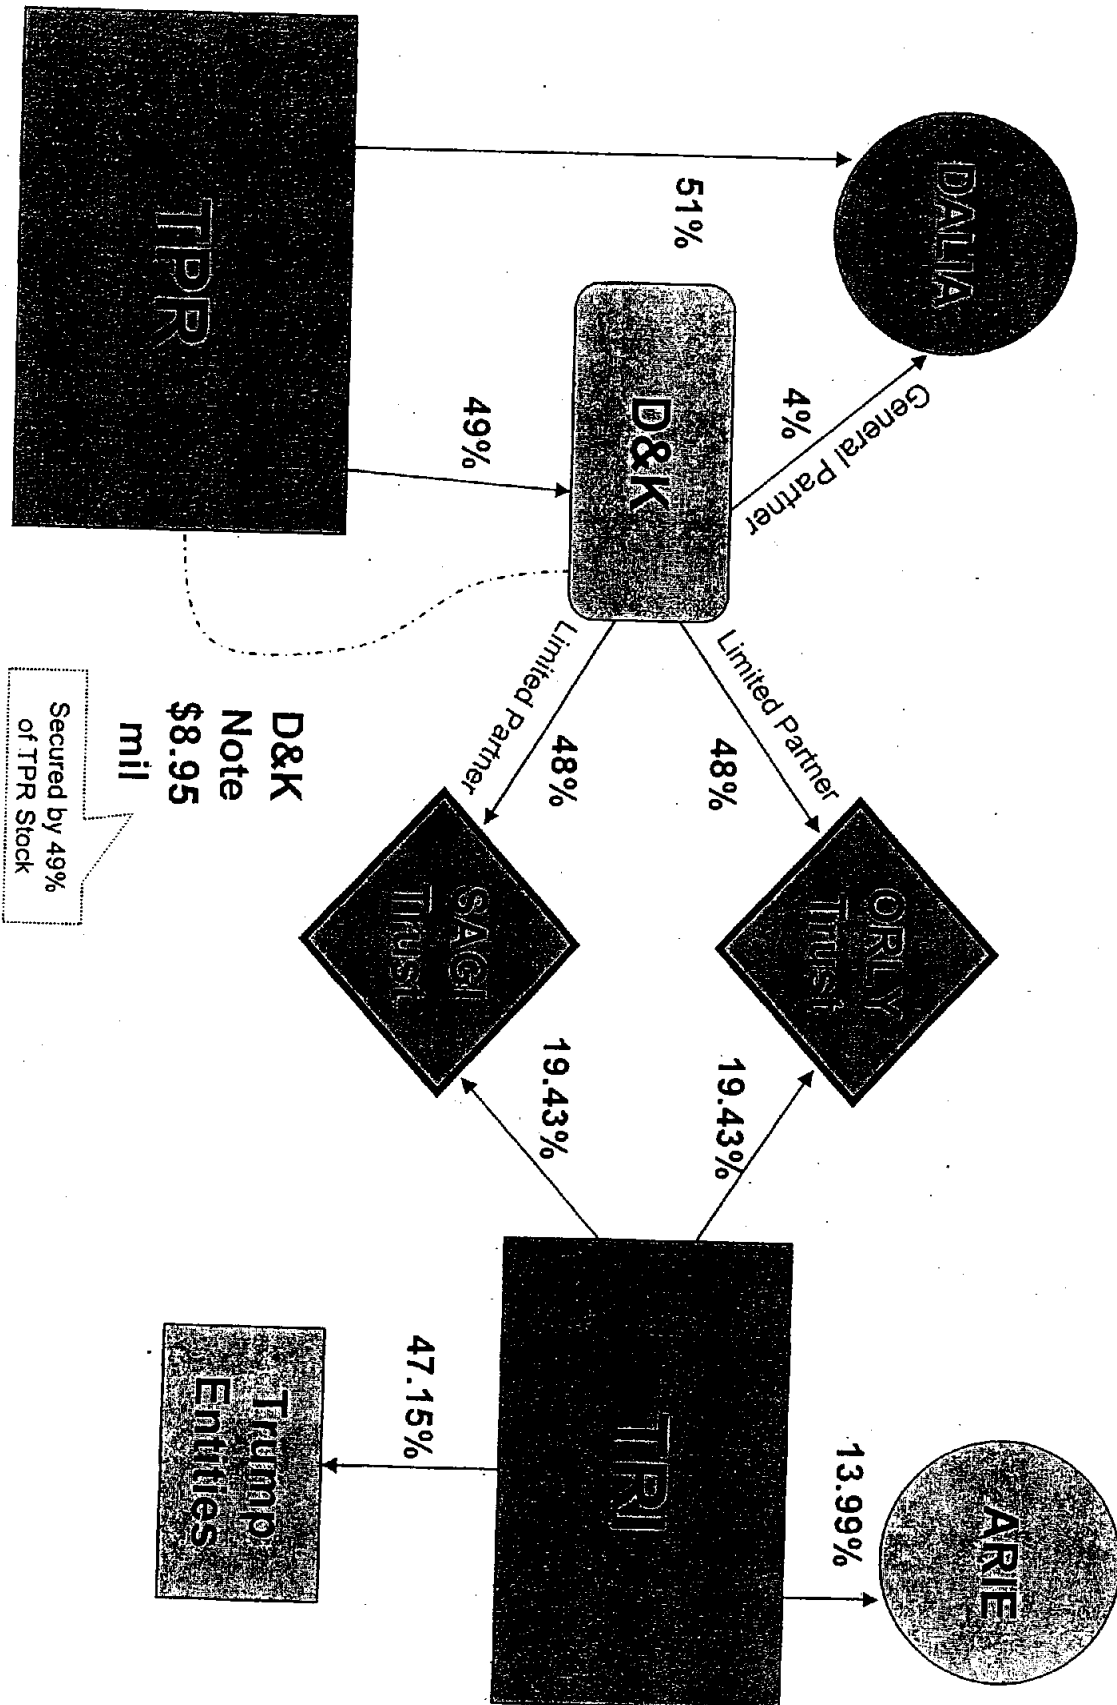 DALIA
ARIE
General Partner
4%
51%
13.99%
Limited Partner
48%
ORLY
Trust
19.43%
D&K
TRI
Limited Partner
48%
SAGI
Trust
19.43%
49%
47.15%
TPR
D&K
Note
$8.95
mil
Trump
Entities
Secured by 49%
of TPR Stock